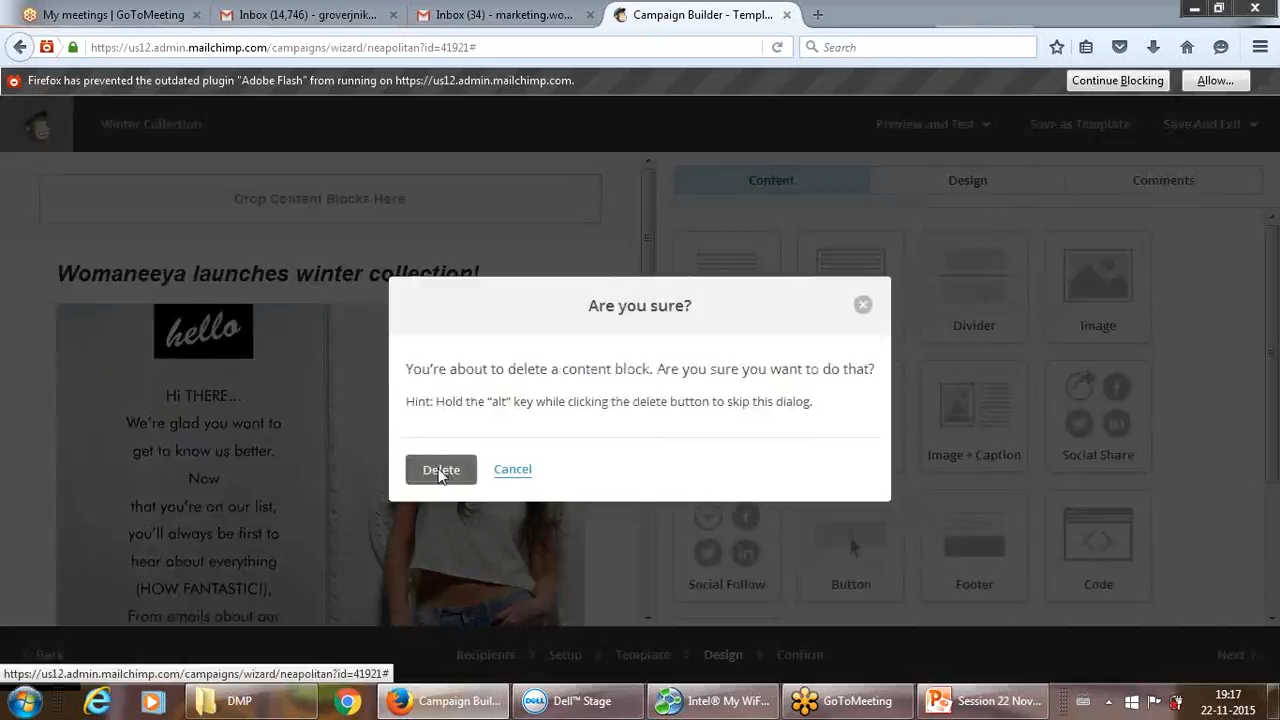 My meetings | GoToMeeting
Inbox (14,746) - groverjnik...
Inbox (34) - marketing.wo...
Campaign Builder - Templ...
https://us12.admin.mailchimp.com/campaigns/wizard/neapolitan?id=41921#
Search
Firefox has prevented the outdated plugin "Adobe Flash" from running on https://us12.admin.mailchimp.com.
Continue Blocking
Allow...
Winter Collection
Preview and Test
Save as Template
Save And Exit
Drop Content Blocks Here
Content
Design
Comments
Womaneeya launches winter collection!
Divider
Image
Are you sure?
You're about to delete a content block. Are you sure you want to do that?
Hint: Hold the "alt" key while clicking the delete button to skip this dialog.
Delete
Cancel
hello
Hi THERE...
We're glad you want to
get to know us better.
Now
that you're on our list,
you'll always be first to
hear about everything
(HOW FANTASTIC!),
From emails about our
Image + Caption
Social Share
Social Follow
Button
Footer
Code
Back
Recipients
Setup
Template
Design
Confirm
Next
https://us12.admin.mailchimp.com/campaigns/wizard/neapolitan?id=41921#
DMP
Campaign Buil...
Dell™ Stage
Intel® My WiF...
GoToMeeting
Session 22 Nov...
19:17
22-11-2015